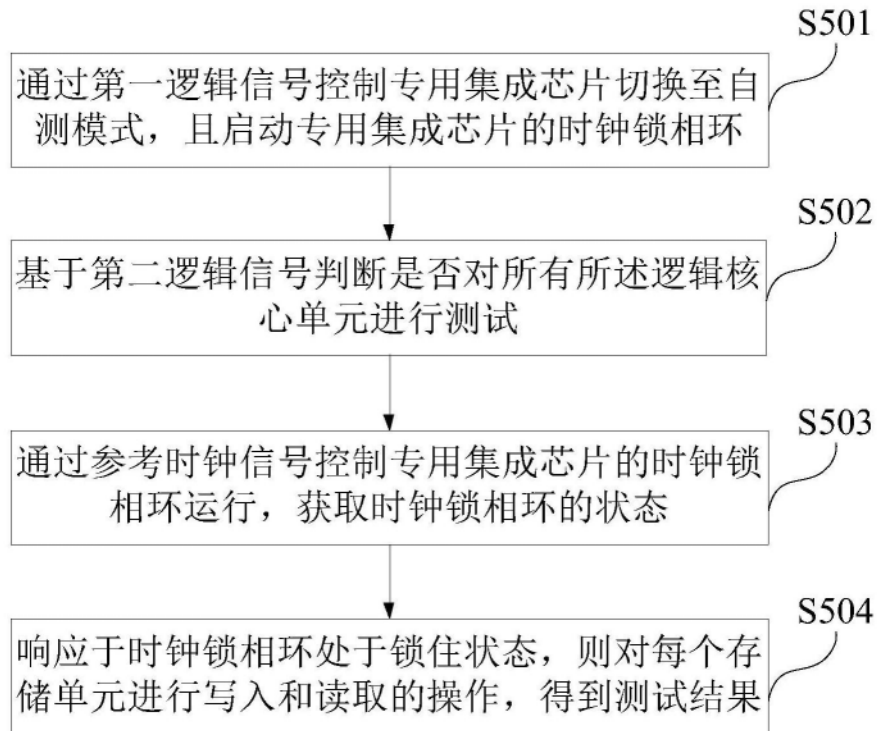 S501
通过第一逻辑信号控制专用集成芯片切换至自
测模式，且启动专用集成芯片的时钟锁相环
S502
基于第二逻辑信号判断是否对所有所述逻辑核
心单元进行测试
S503
通过参考时钟信号控制专用集成芯片的时钟锁
相环运行，获取时钟锁相环的状态
S504
响应于时钟锁相环处于锁住状态，则对每个存
储单元进行写入和读取的操作，得到测试结果